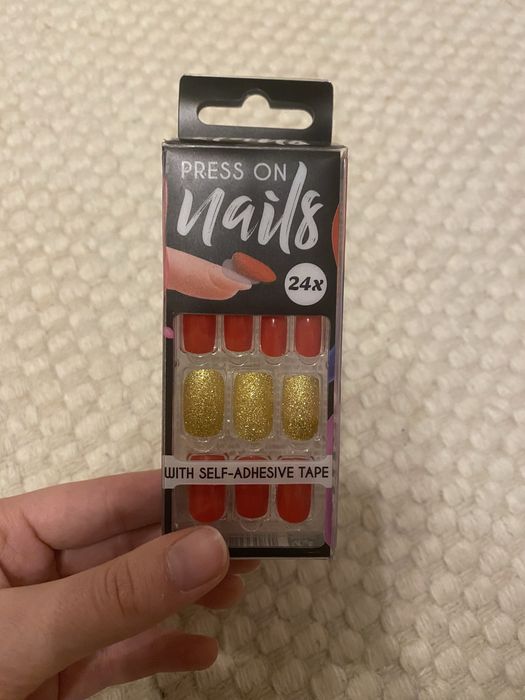 PRESS ON
nails
24x
WITH SELF-ADHESIVE TAPE